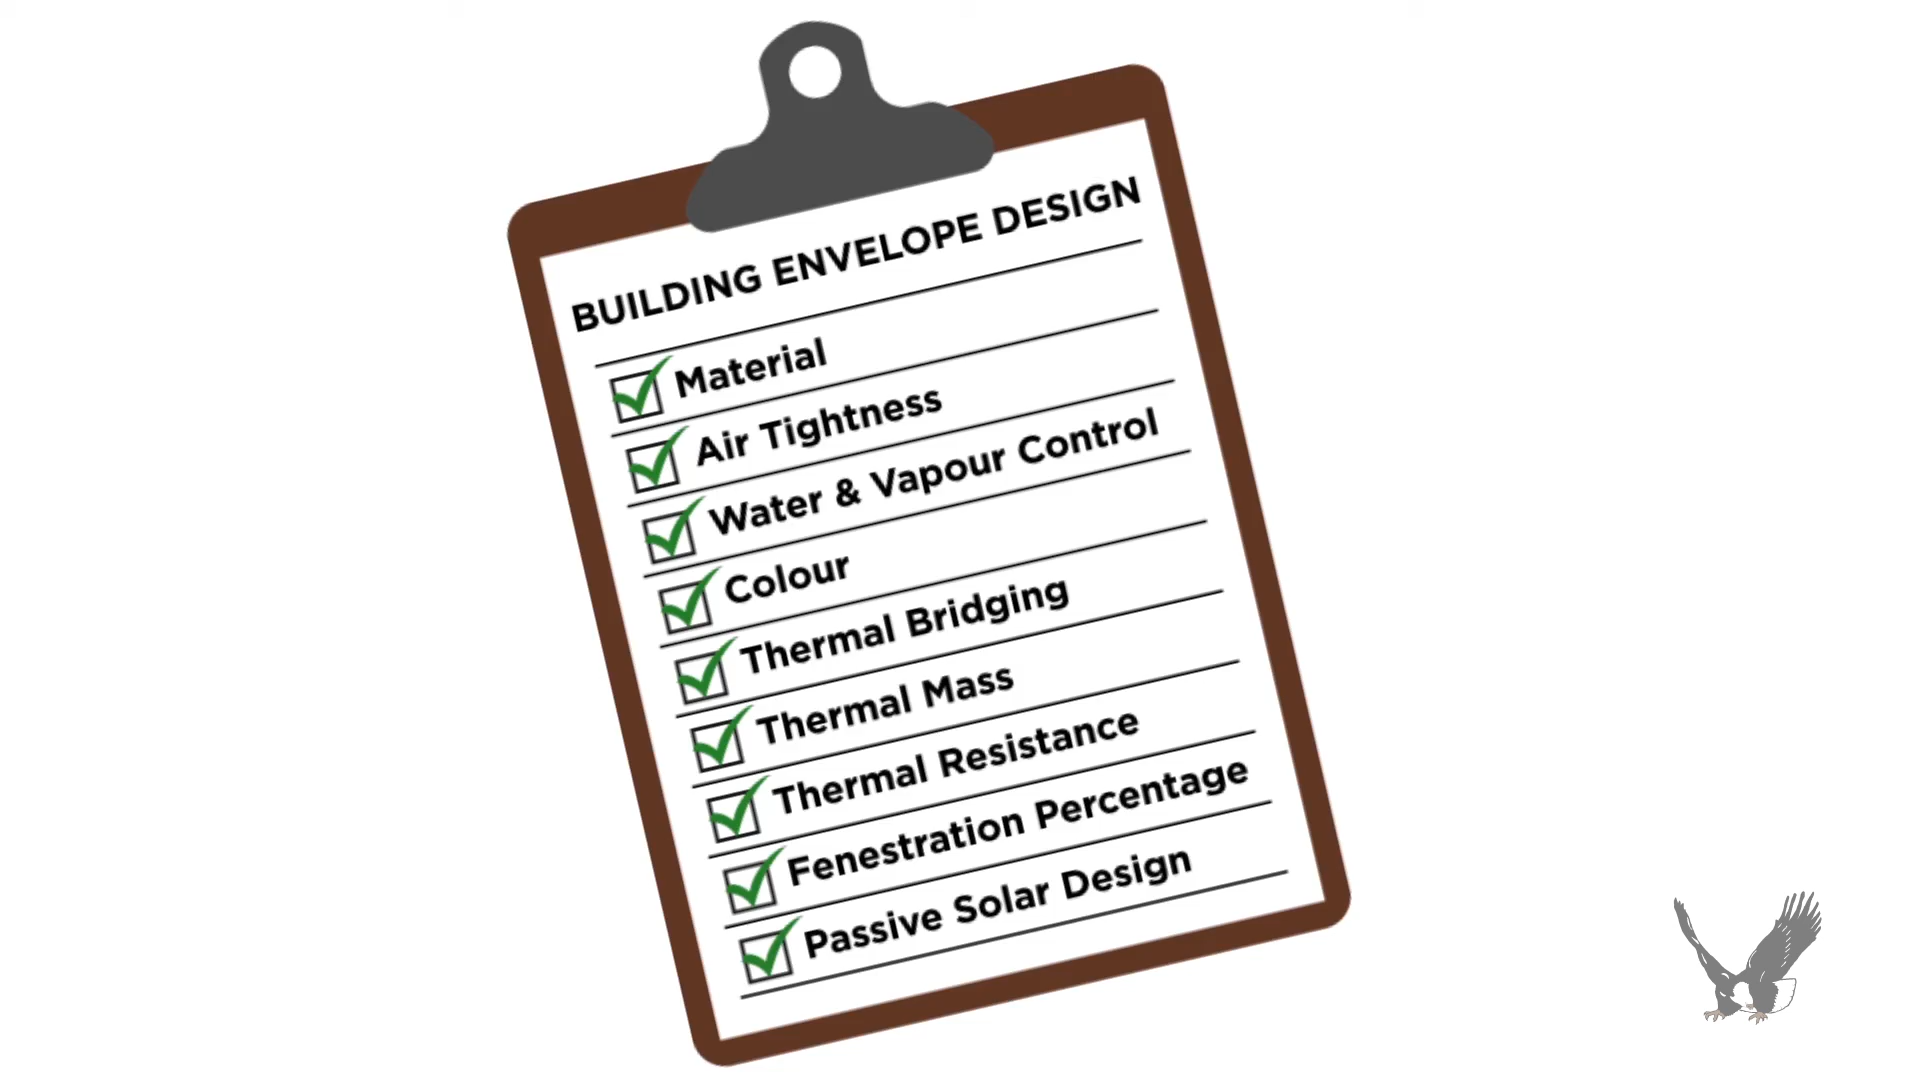 BUILDING ENVELOPE DESIGN
Material
Air Tightness
Water & Vapour Control
Colour
Thermal Bridging
Thermal Mass
Thermal Resistance
Fenestration Percentage
Passive Solar Design